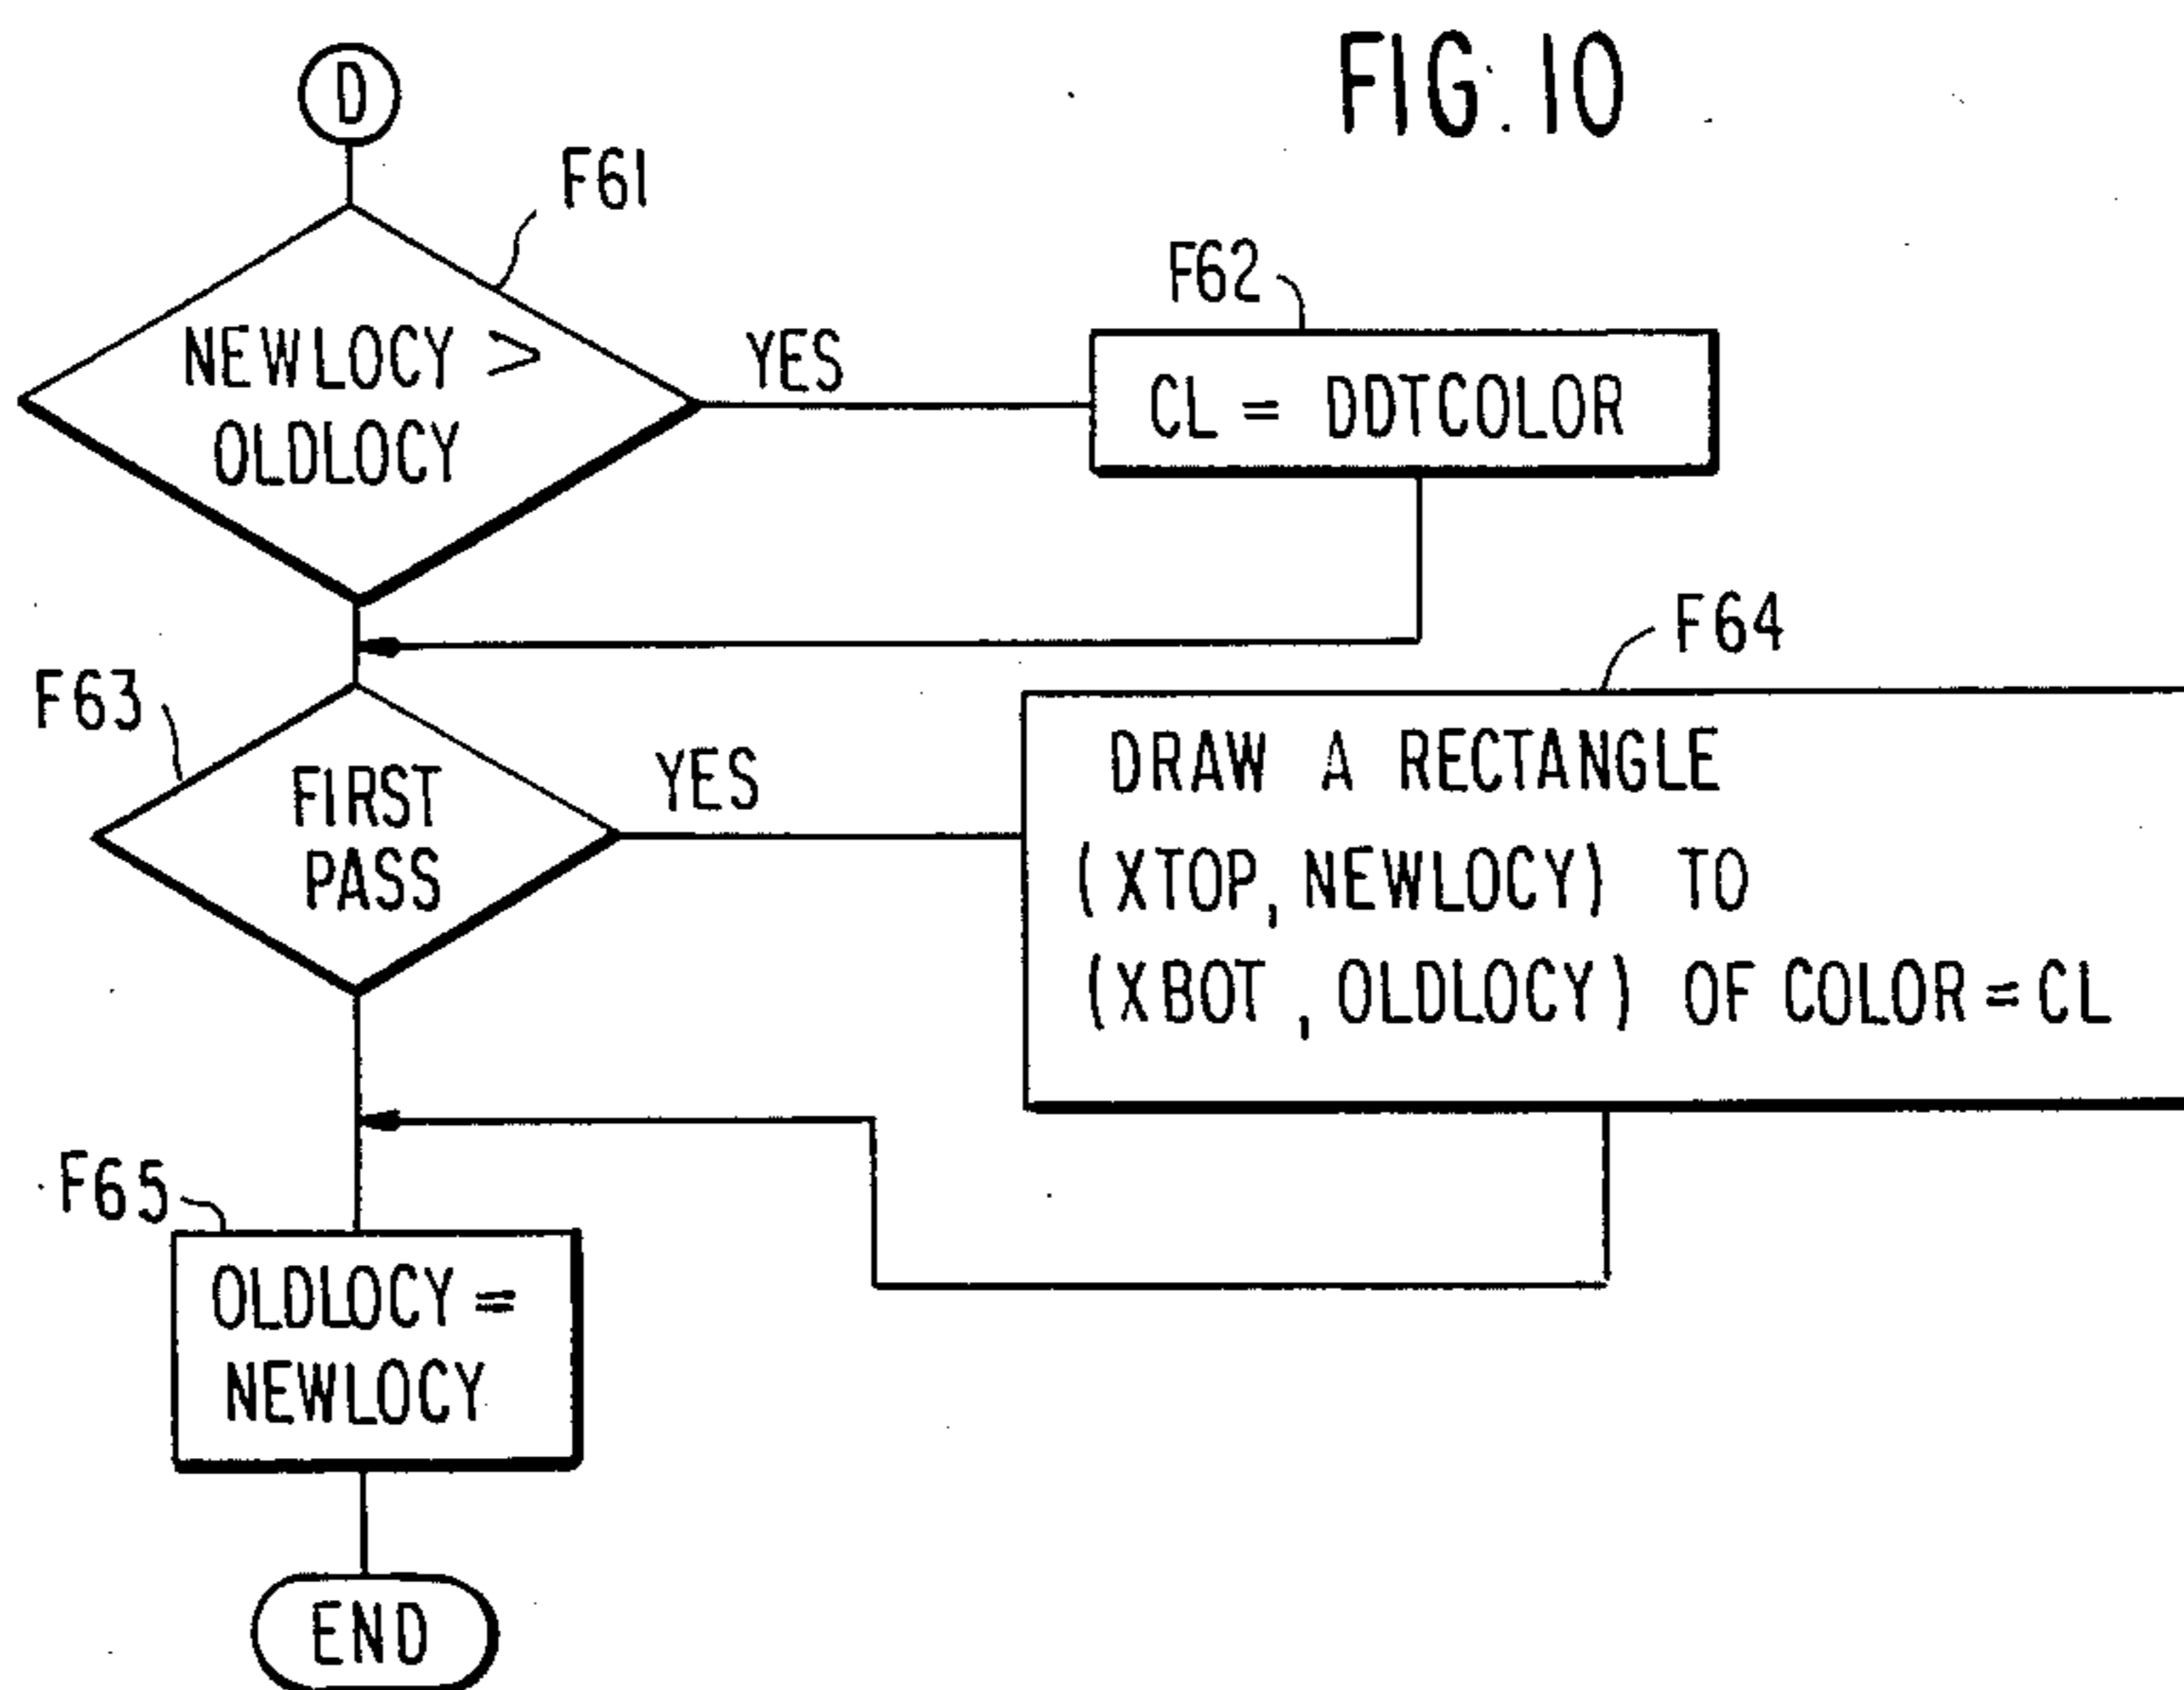 FIG. 10
D
F61
NEWLOCY >
OLDLOCY
YES
F62
CL = DDTCOLOR
F63
FIRST
PASS
YES
F64
DRAW A RECTANGLE
(XTOP, NEWLOCY) TO
(XBOT, OLDLOCY) OF COLOR = CL
F65
OLDLOCY =
NEWLOCY
END